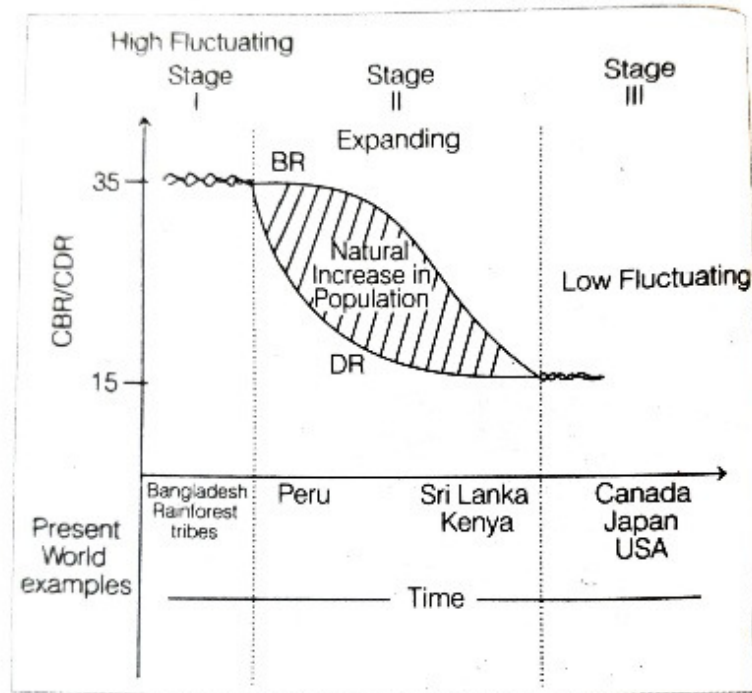 High Fluctuating
Stage
I
Stage
II
Stage
III
Expanding
BR
35
Natural
Increase in
Population
Low Fluctuating
CBR/CDR
DR
15
Bangladesh
Rainforest
tribes
Peru
Sri Lanka
Kenya
Canada
Japan
USA
Present
World
examples
Time